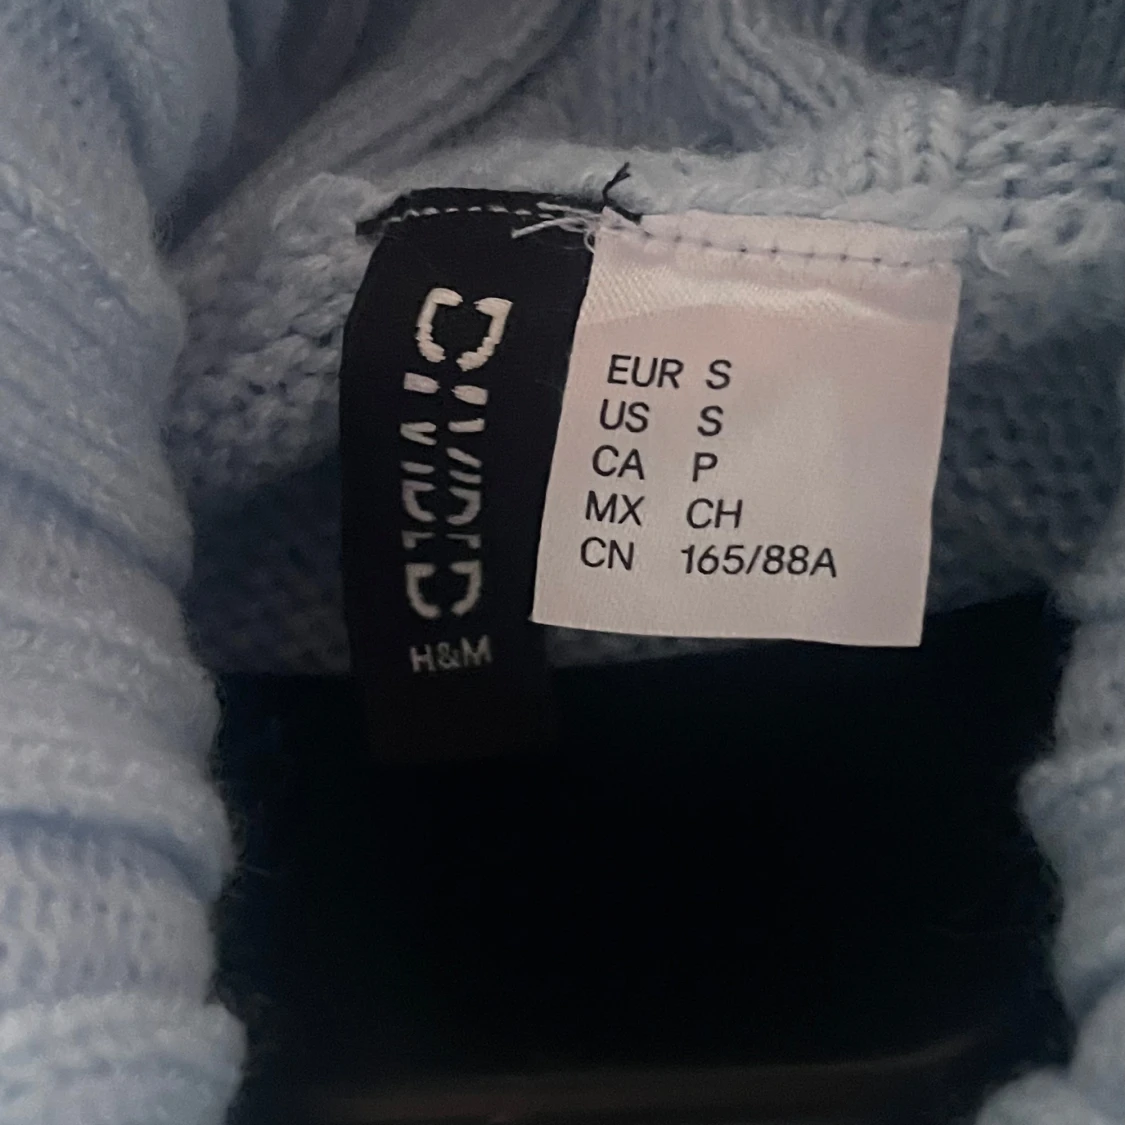 DIVIDED
H&M
EUR S
US S
CA P
MX CH
CN 165/88A